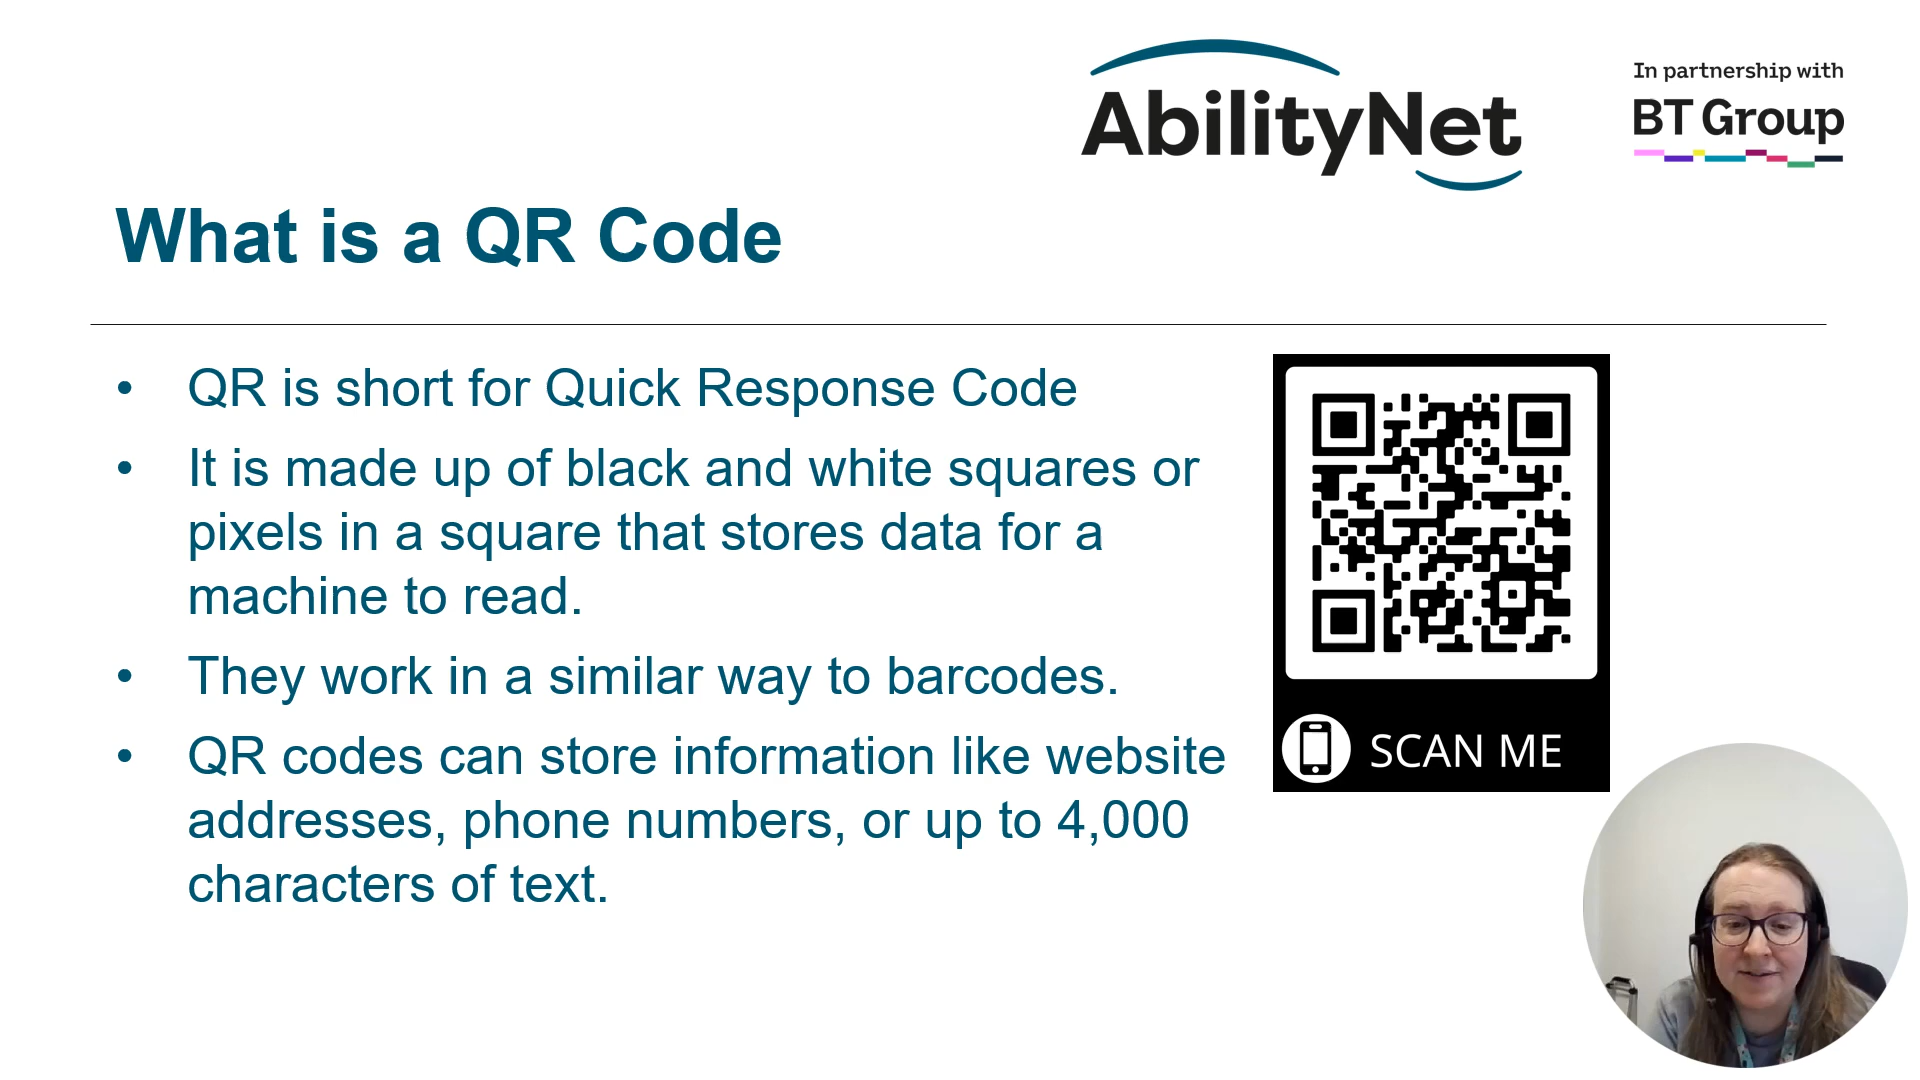 AbilityNet
In partnership with
BT Group
What is a QR Code
• QR is short for Quick Response Code
• It is made up of black and white squares or
pixels in a square that stores data for a
machine to read.
• They work in a similar way to barcodes.
• QR codes can store information like website
addresses, phone numbers, or up to 4,000
characters of text.
SCAN ME